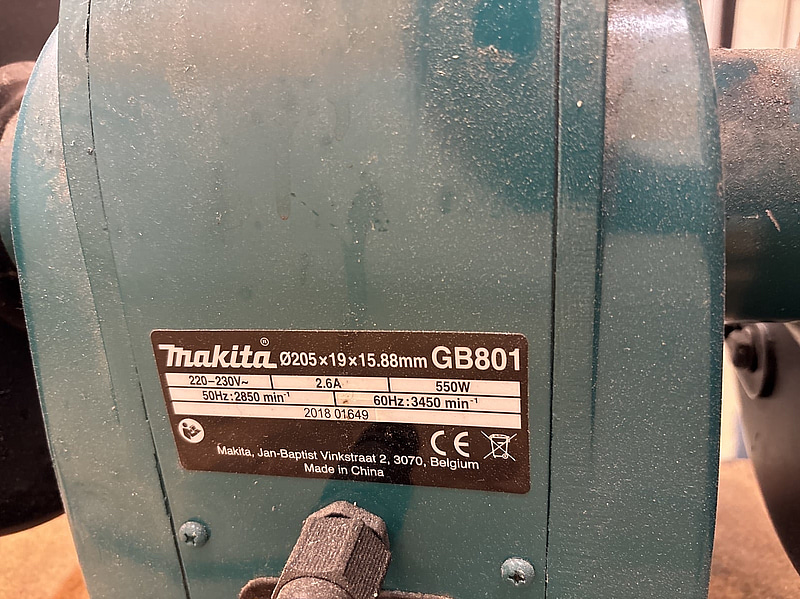 makita® Ø205×19×15.88mm GB801
220-230V~ 2.6A 550W
50Hz:2850 min⁻¹ 60Hz:3450 min⁻¹
2018 01649
CE
Makita, Jan-Baptist Vinkstraat 2, 3070, Belgium
Made in China